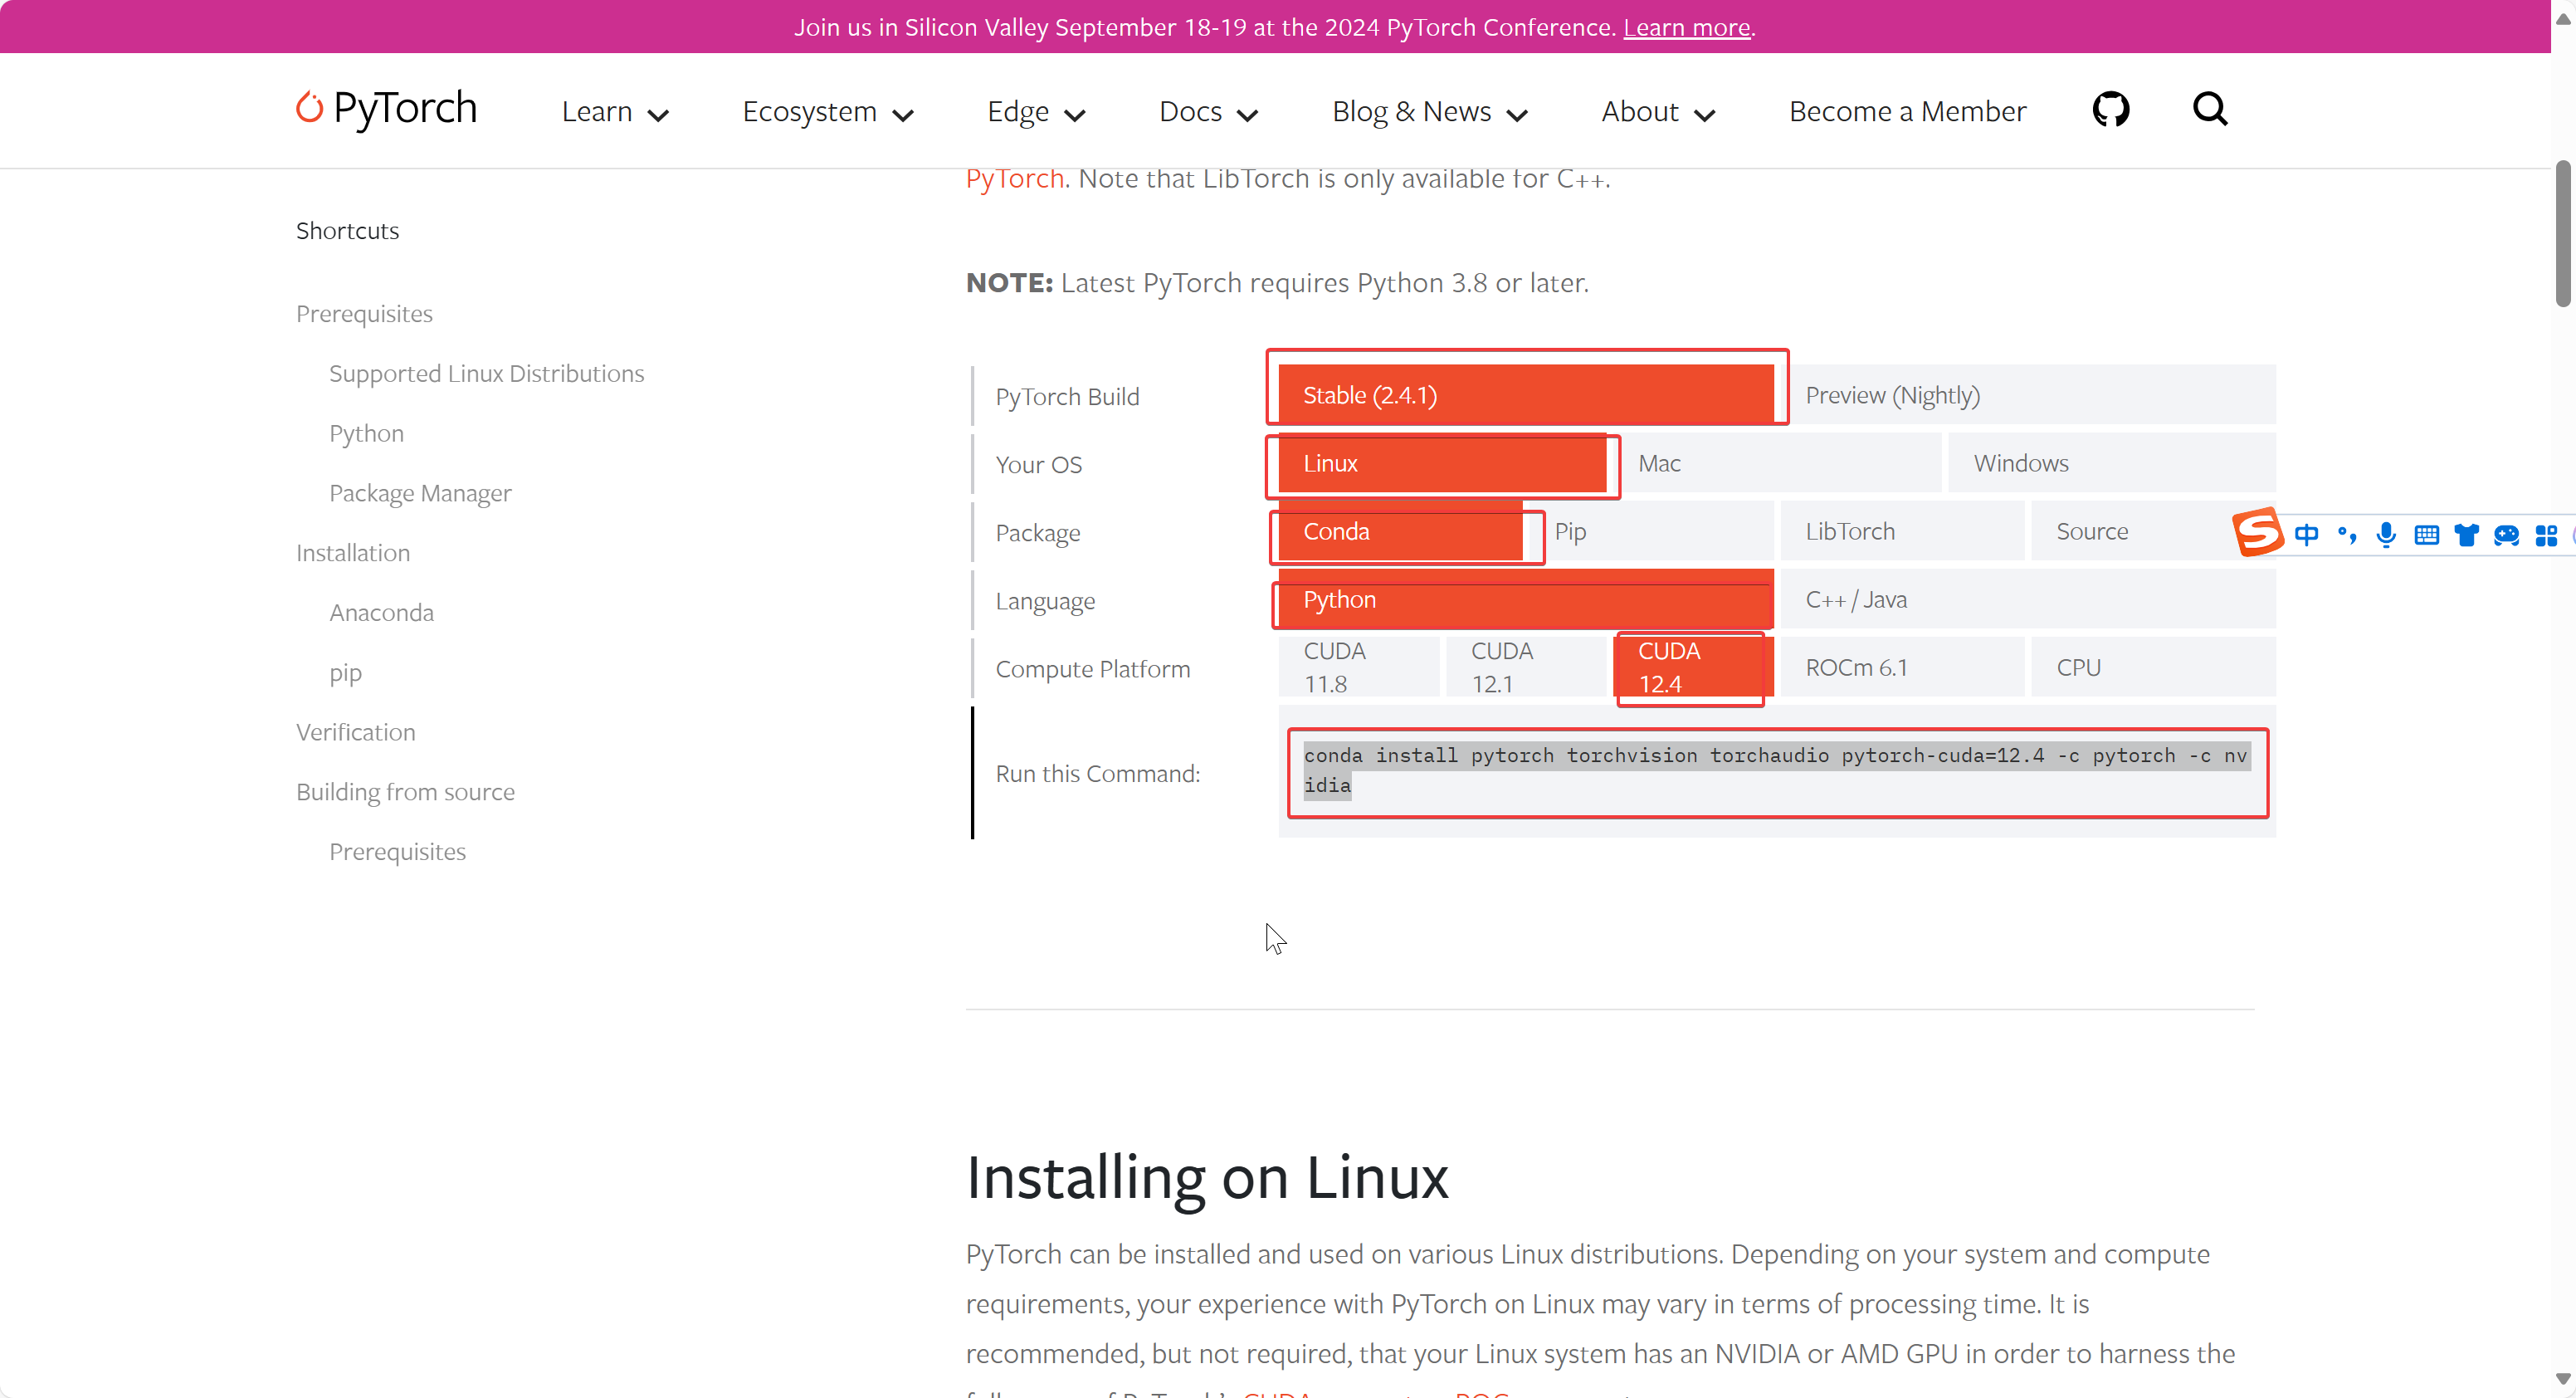 Join us in Silicon Valley September 18-19 at the 2024 PyTorch Conference. Learn more.
PyTorch
Learn
Ecosystem
Edge
Docs
Blog & News
About
Become a Member
Shortcuts
Prerequisites
Supported Linux Distributions
Python
Package Manager
Installation
Anaconda
pip
Verification
Building from source
Prerequisites
PyTorch. Note that LibTorch is only available for C++.
NOTE: Latest PyTorch requires Python 3.8 or later.
PyTorch Build
Stable (2.4.1)
Preview (Nightly)
Your OS
Linux
Mac
Windows
Package
Conda
Pip
LibTorch
Source
Language
Python
C++ / Java
Compute Platform
CUDA
11.8
CUDA
12.1
CUDA
12.4
ROCm 6.1
CPU
Run this Command:
conda install pytorch torchvision torchaudio pytorch-cuda=12.4 -c pytorch -c nv
idia
S 中
Installing on Linux
PyTorch can be installed and used on various Linux distributions. Depending on your system and compute
requirements, your experience with PyTorch on Linux may vary in terms of processing time. It is
recommended, but not required, that your Linux system has an NVIDIA or AMD GPU in order to harness the